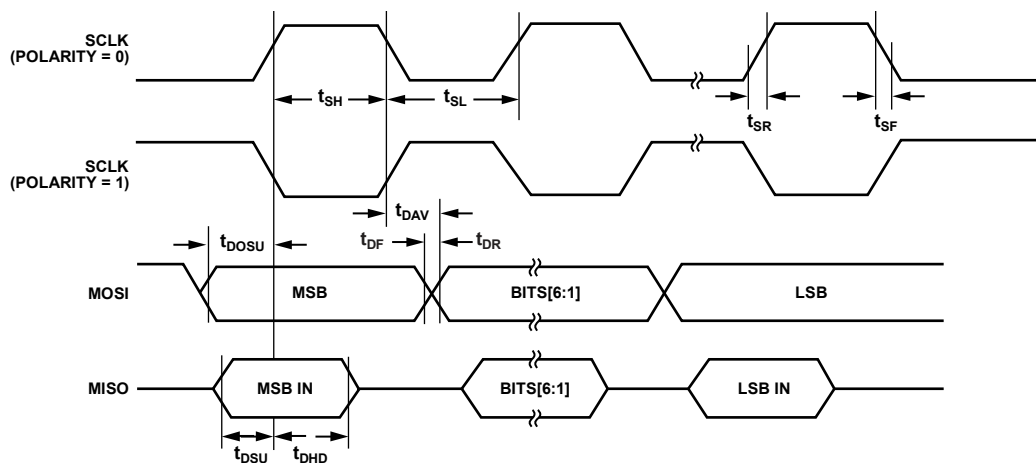 SCLK
(POLARITY = 0)
tSH
tSL
tSR
tSF
SCLK
(POLARITY = 1)
tDAV
tDOSU
tDF
tDR
MOSI
MSB
BITS[6:1]
LSB
MISO
MSB IN
BITS[6:1]
LSB IN
tDSU
tDHD